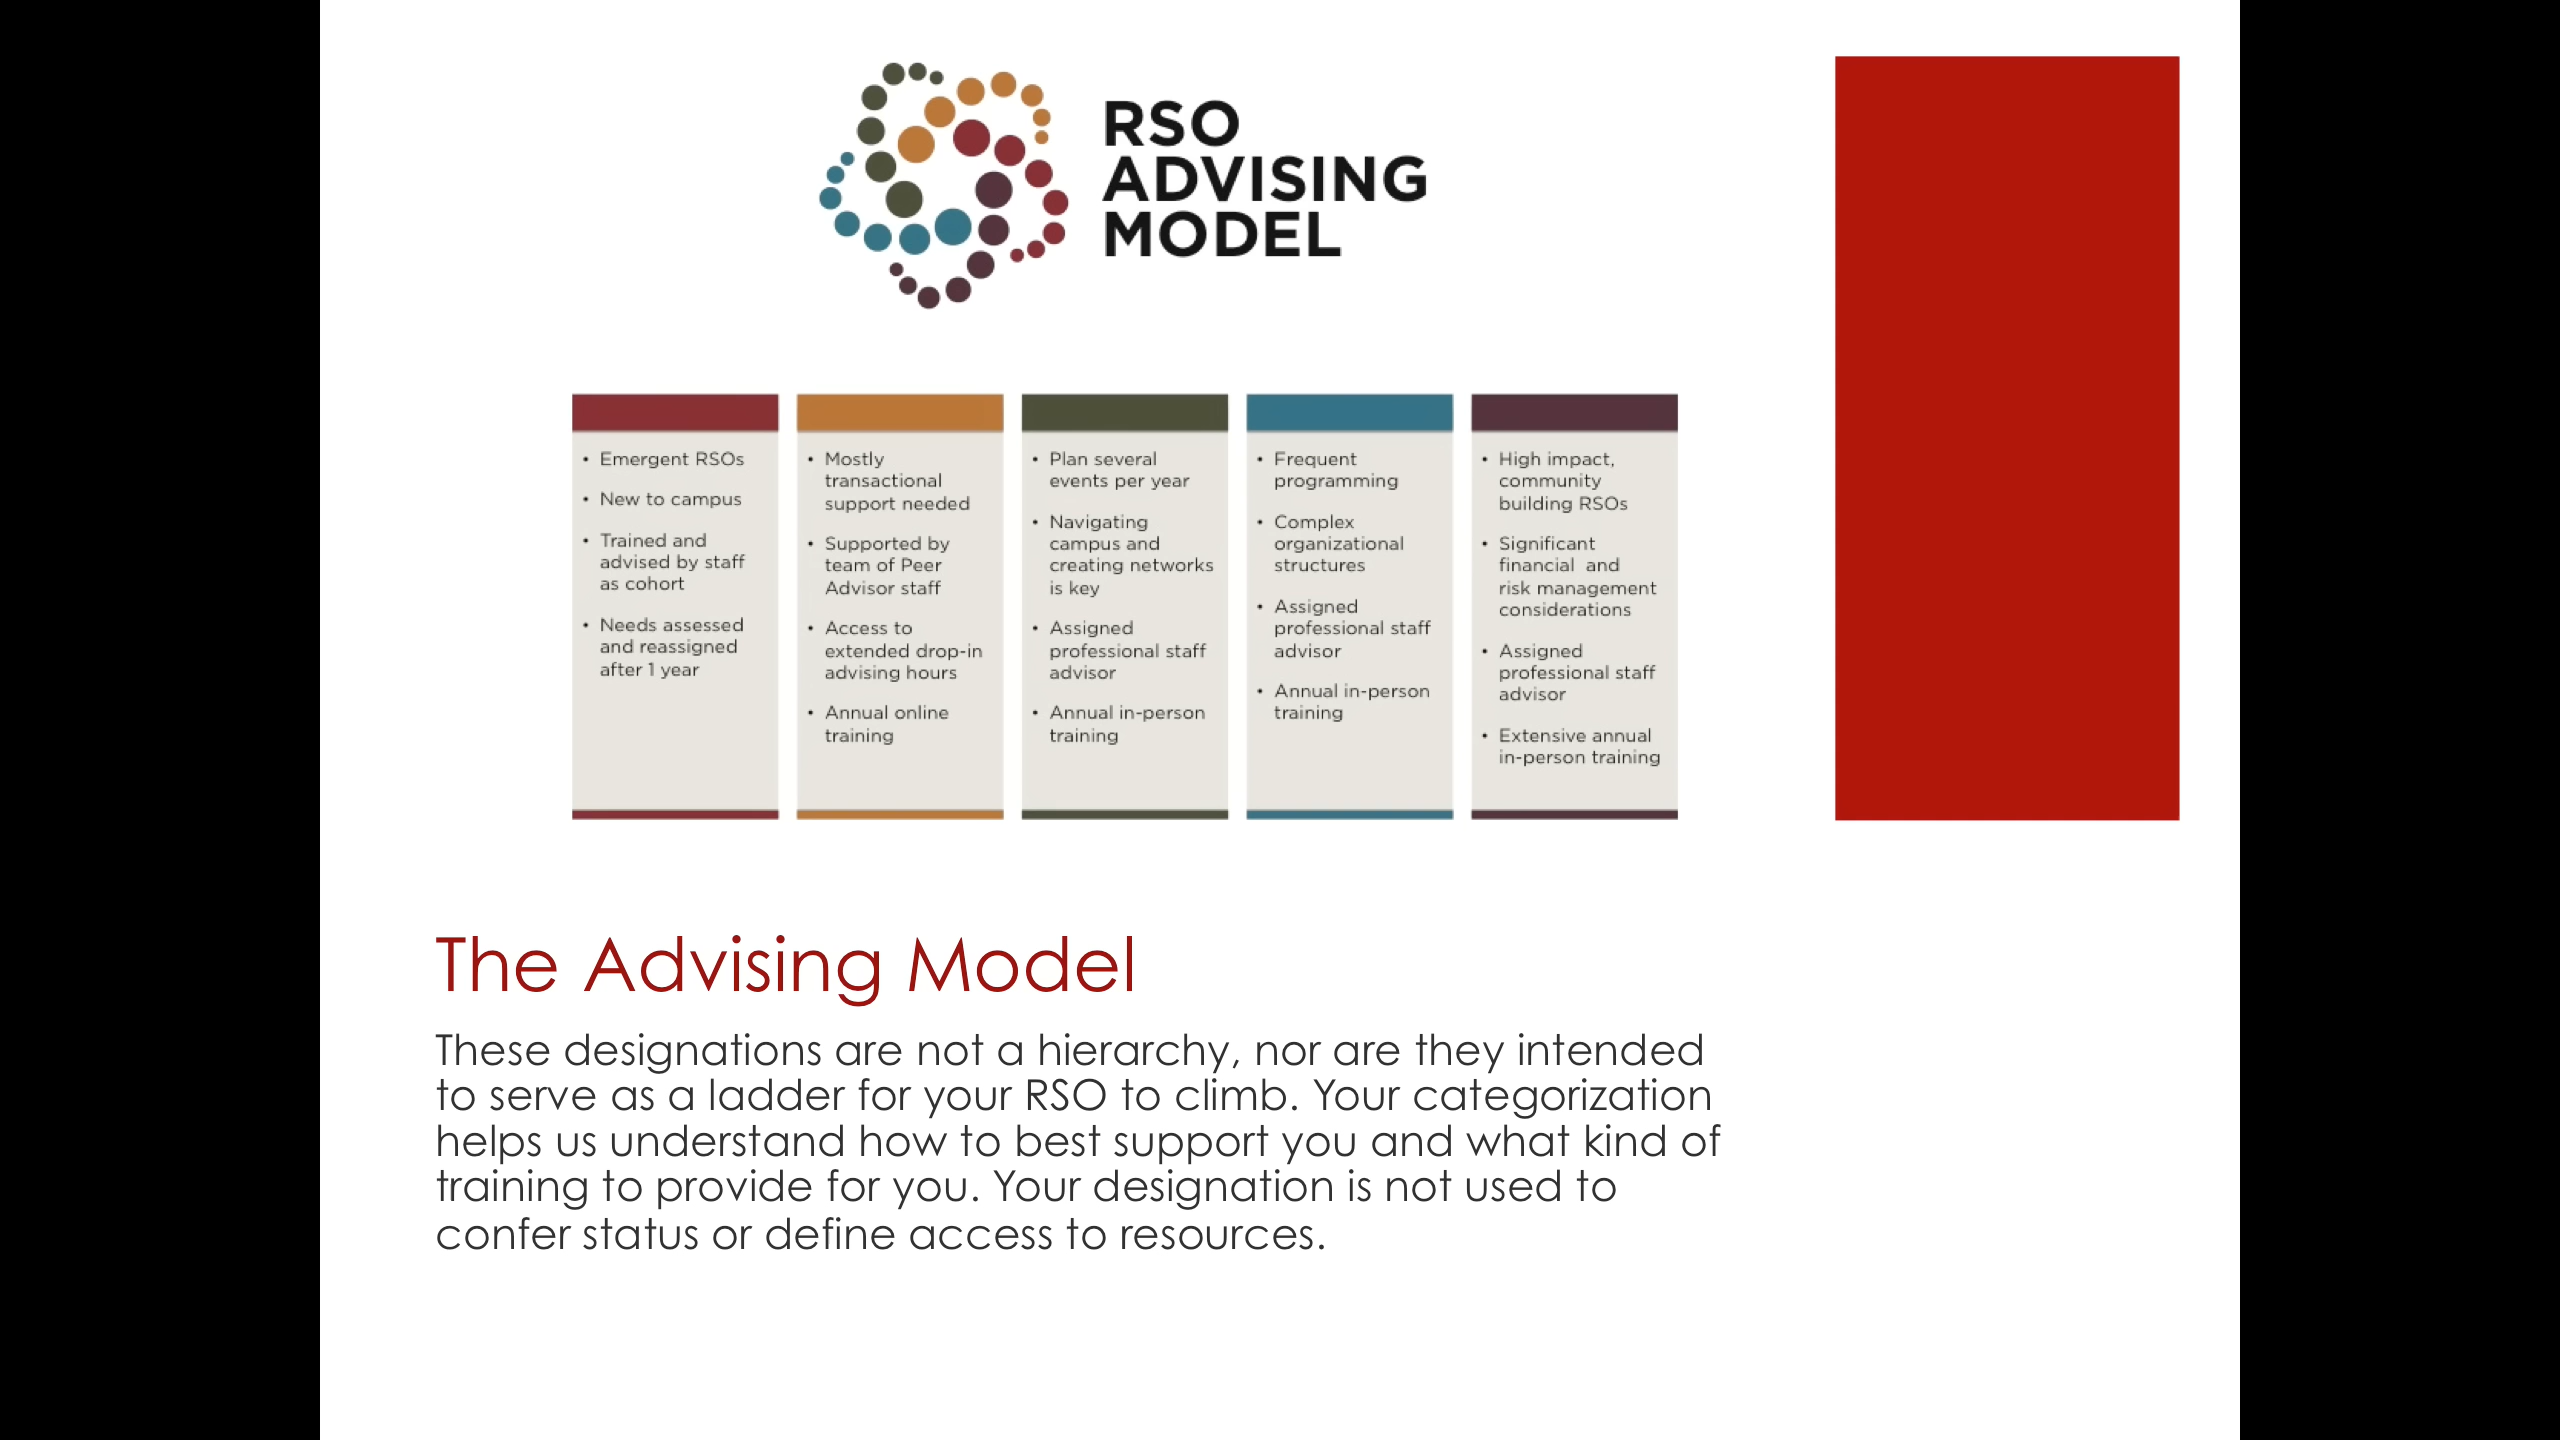 RSO
ADVISING
MODEL
• Emergent RSOs
• New to campus
• Trained and
advised by staff
as cohort
• Needs assessed
and reassigned
after 1 year
• Mostly
transactional
support needed
• Supported by
team of Peer
Advisor staff
• Access to
extended drop-in
advising hours
• Annual online
training
• Plan several
events per year
• Navigating
campus and
creating networks
is key
• Assigned
professional staff
advisor
• Annual in-person
training
• Frequent
programming
• Complex
organizational
structures
• Assigned
professional staff
advisor
• Annual in-person
training
• High impact,
community
building RSOs
• Significant
financial and
risk management
considerations
• Assigned
professional staff
advisor
• Extensive annual
in-person training
The Advising Model
These designations are not a hierarchy, nor are they intended
to serve as a ladder for your RSO to climb. Your categorization
helps us understand how to best support you and what kind of
training to provide for you. Your designation is not used to
confer status or define access to resources.